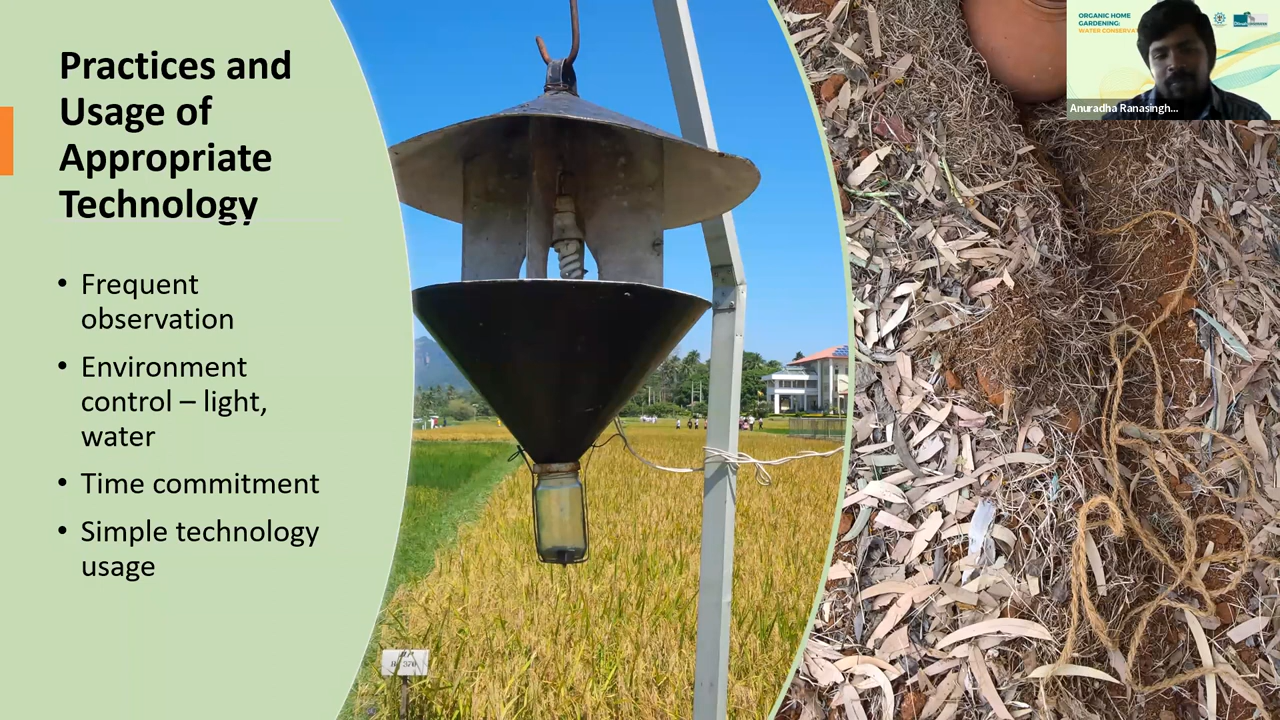 Practices and
Usage of
Appropriate
Technology
• Frequent
observation
• Environment
control – light,
water
• Time commitment
• Simple technology
usage
ORGANIC HOME
GARDENING:
WATER CONSERVA
Anuradha Ranasingh...
370